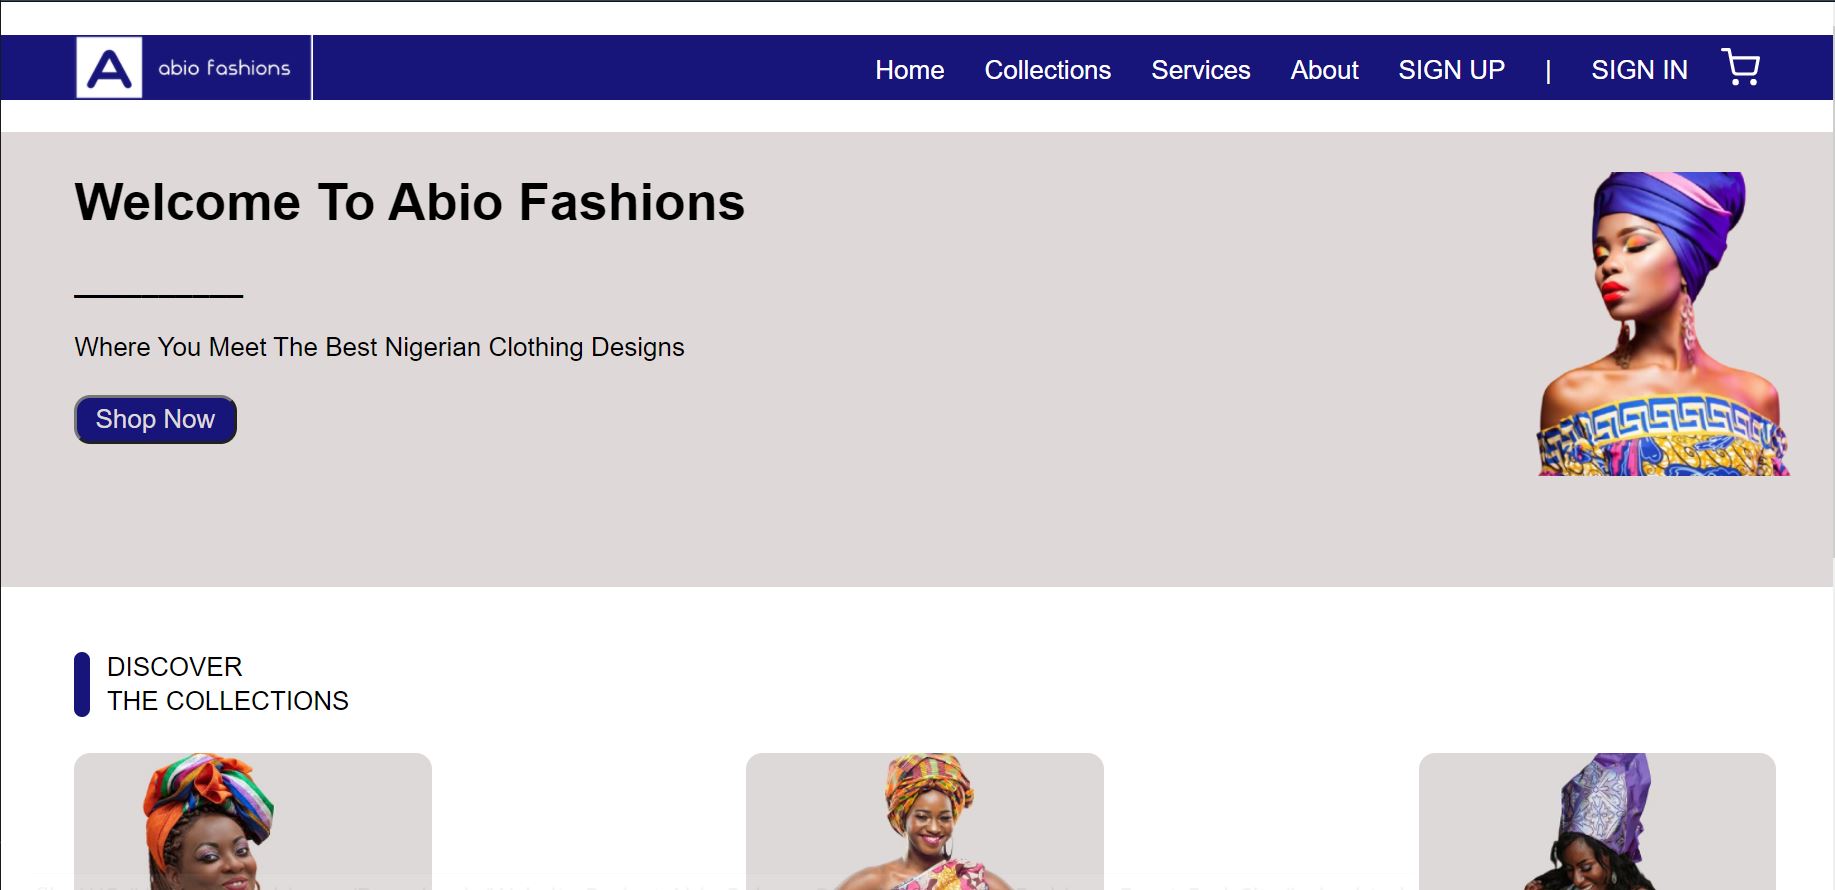 A abio fashions
Home Collections Services About SIGN UP | SIGN IN
Welcome To Abio Fashions
Where You Meet The Best Nigerian Clothing Designs
Shop Now
DISCOVER
THE COLLECTIONS